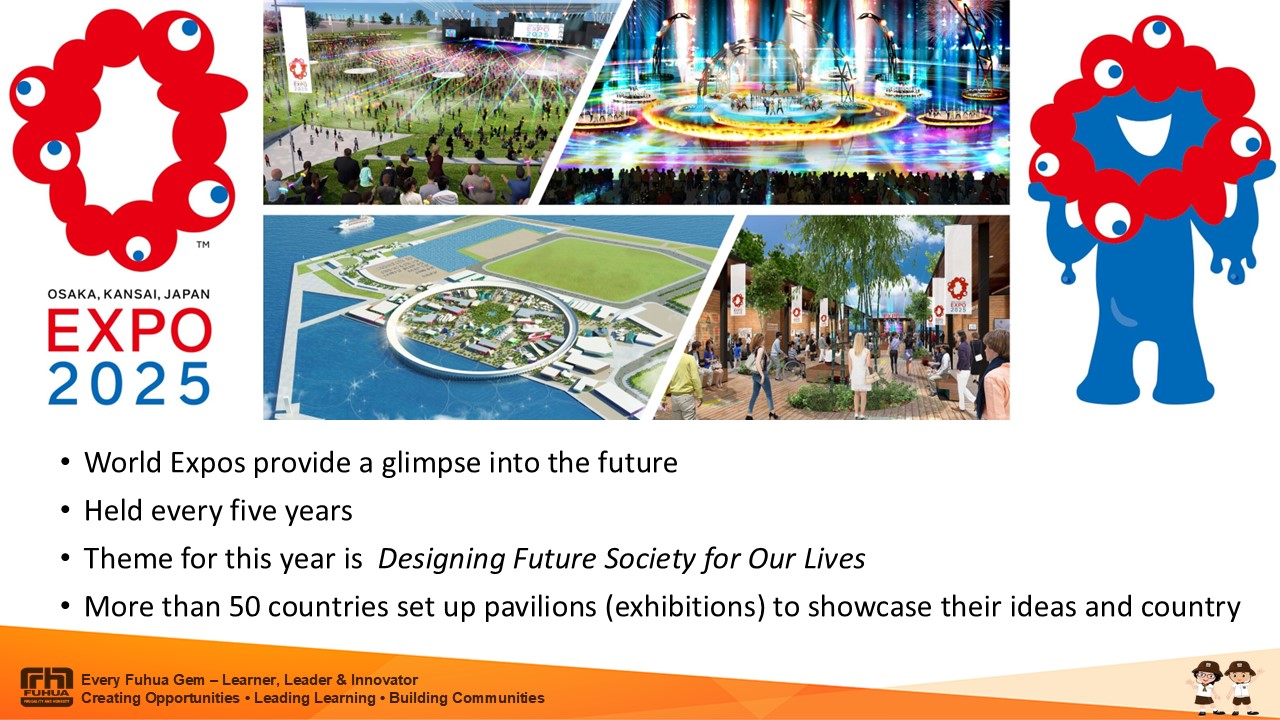 EXPO
2025
EXPO
2025
TM
OSAKA, KANSAI, JAPAN
EXPO
2025
• World Expos provide a glimpse into the future
• Held every five years
• Theme for this year is Designing Future Society for Our Lives
• More than 50 countries set up pavilions (exhibitions) to showcase their ideas and country
FUHUA
Every Fuhua Gem – Learner, Leader & Innovator
Creating Opportunities • Leading Learning • Building Communities